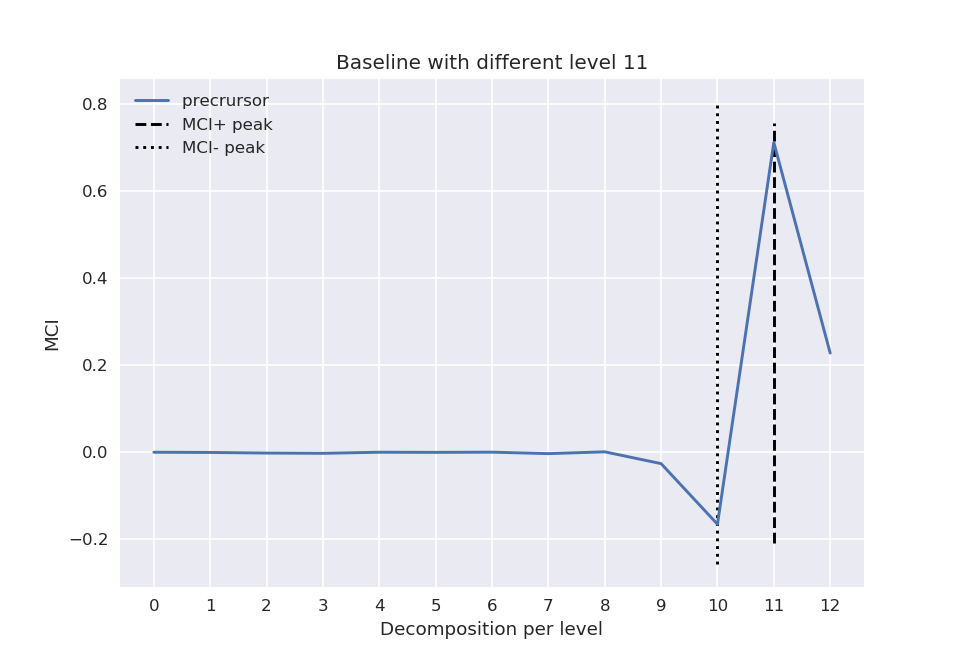 Baseline with different level 11
precrursor
MCI+ peak
MCI- peak
MCI
0.8
0.6
0.4
0.2
0.0
−0.2
0 1 2 3 4 5 6 7 8 9 10 11 12
Decomposition per level